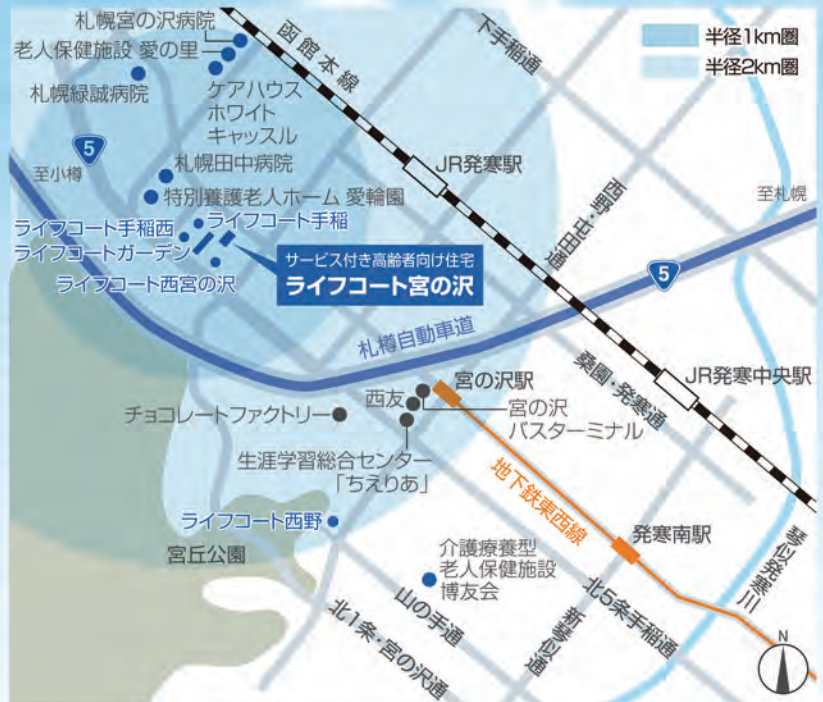 札幌宮の沢病院
老人保健施設 愛の里
札幌緑誠病院
ケアハウス
ホワイト
キャッスル
函館本線
下手稲通
半径1km圏
半径2km圏
5
至小樽
札幌田中病院
特別養護老人ホーム 愛輪園
JR発寒駅
西野・屯田通
至札幌
ライフコート手稲西
ライフコート手稲
ライフコートガーデン
ライフコート西宮の沢
サービス付き高齢者向け住宅
ライフコート宮の沢
5
札樽自動車道
桑園・発寒通
JR発寒中央駅
宮の沢駅
西友
宮の沢
バスターミナル
チョコレートファクトリー
生涯学習総合センター
「ちえりあ」
地下鉄東西線
ライフコート西野
発寒南駅
琴似発寒川
宮丘公園
介護療養型
老人保健施設
博友会
山の手通
北1条・宮の沢通
新琴似通
北5条手稲通
N